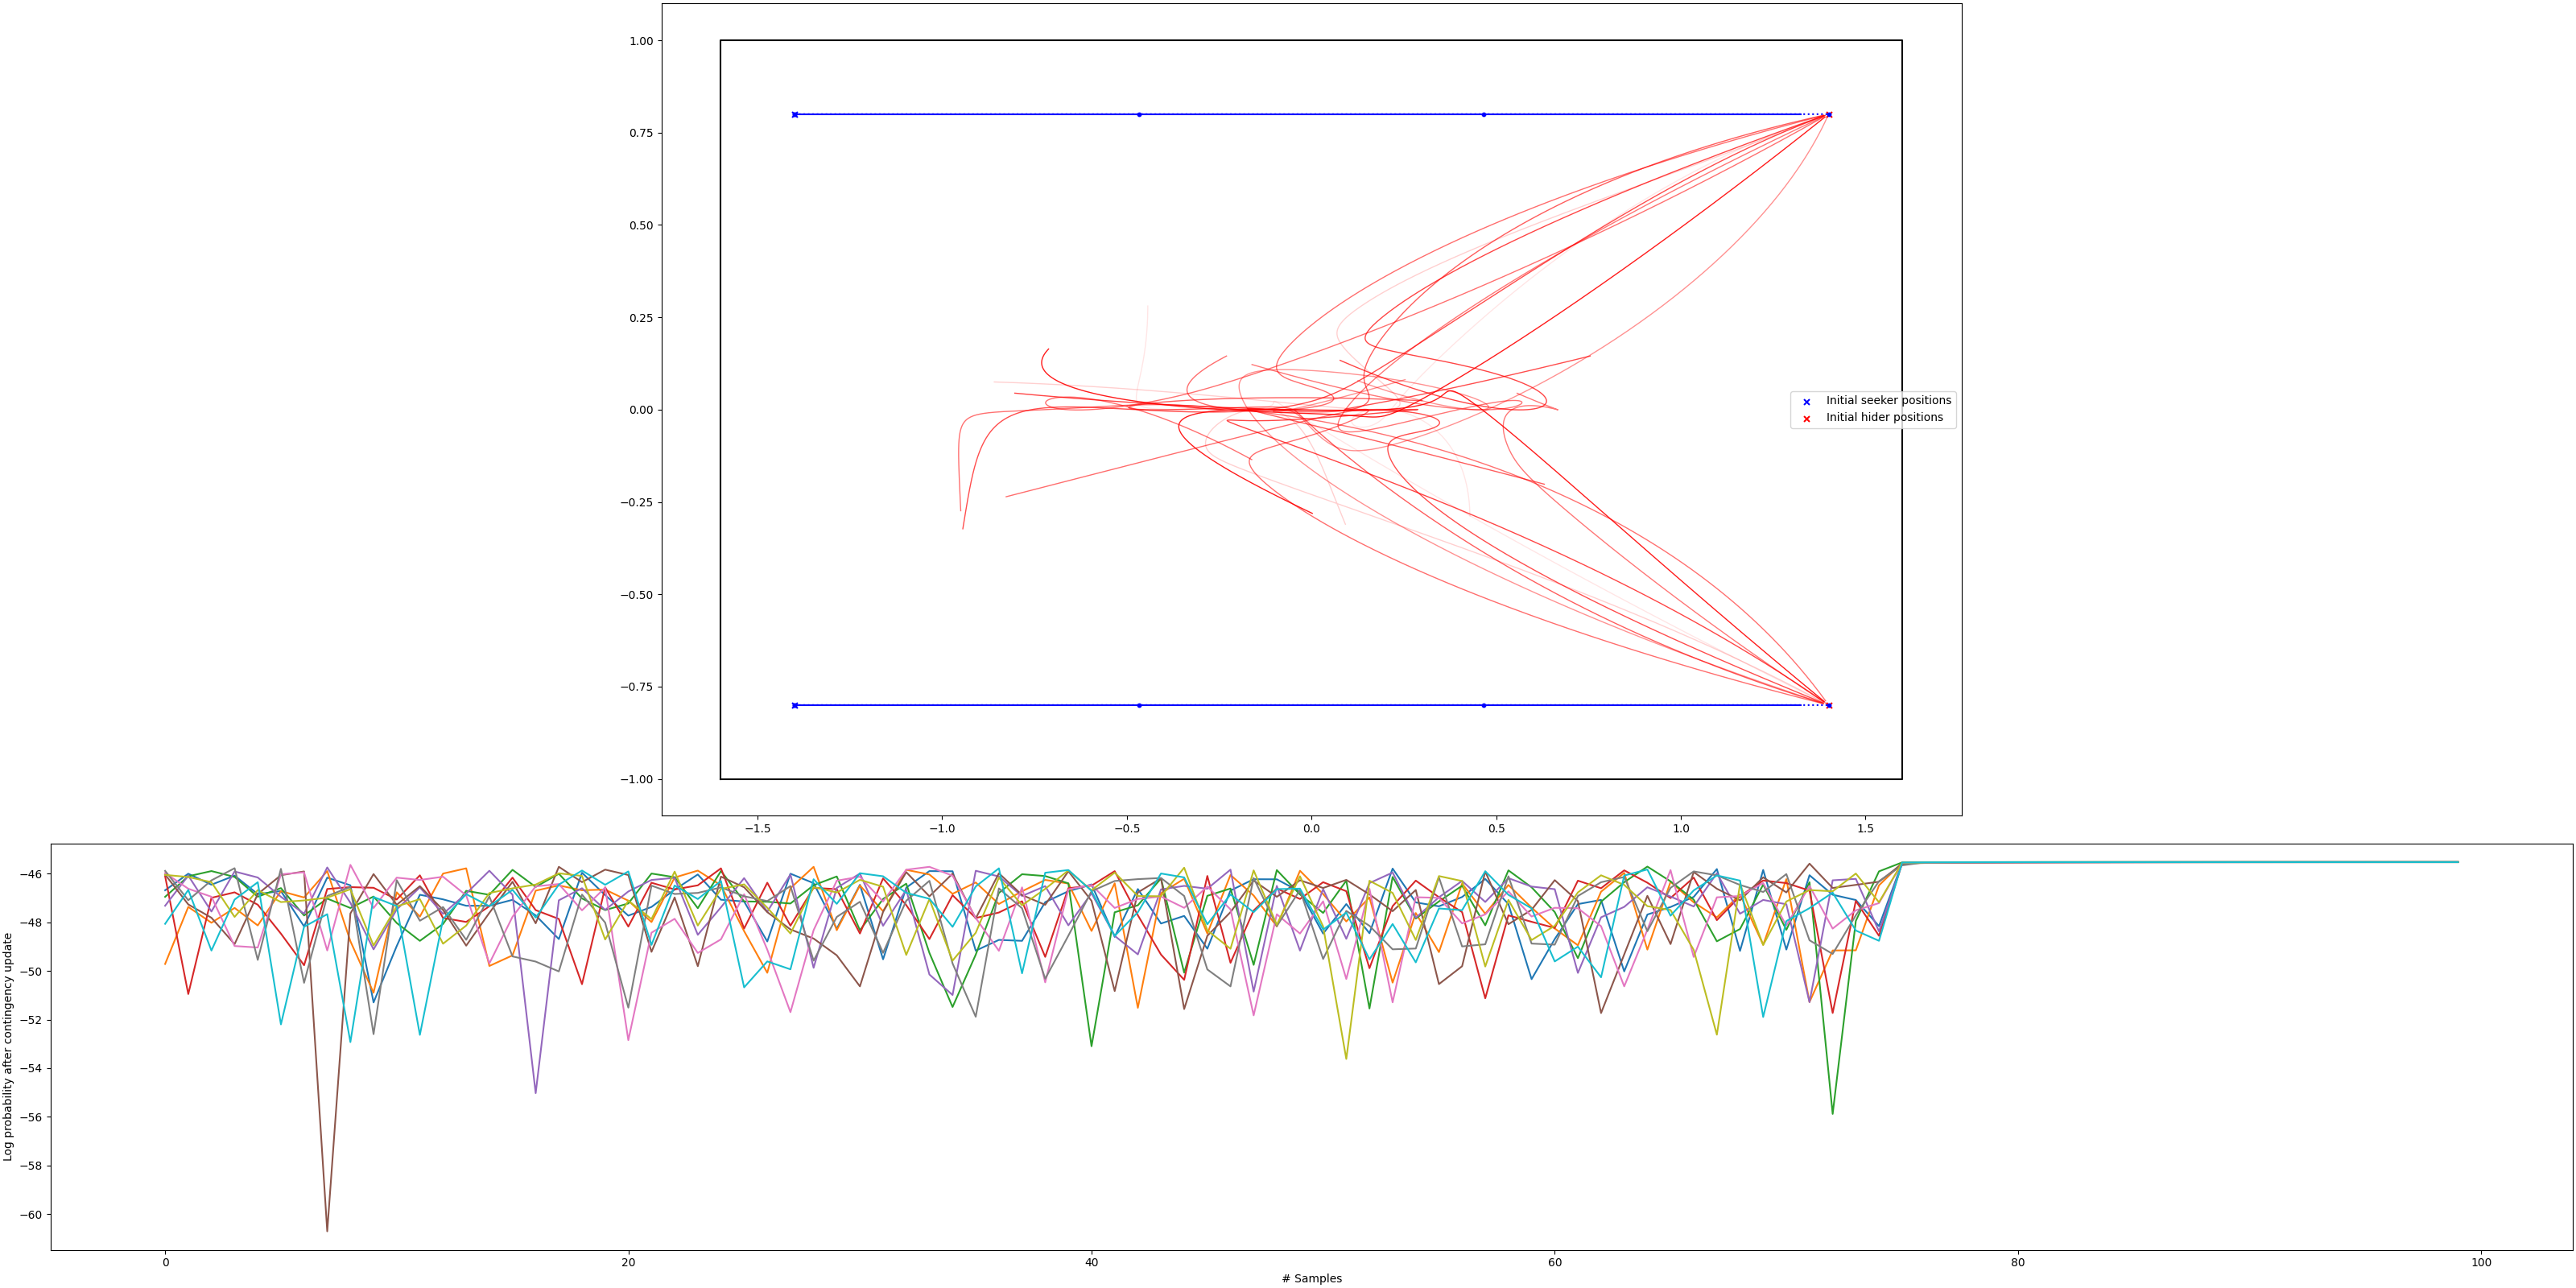 1.00
0.75
0.50
0.25
0.00
−0.25
−0.50
−0.75
−1.00
Initial seeker positions
Initial hider positions
−1.5 −1.0 −0.5 0.0 0.5 1.0 1.5
Log probability after contingency update
−46
−48
−50
−52
−54
−56
−58
−60
0 20 40 60 80 100
# Samples